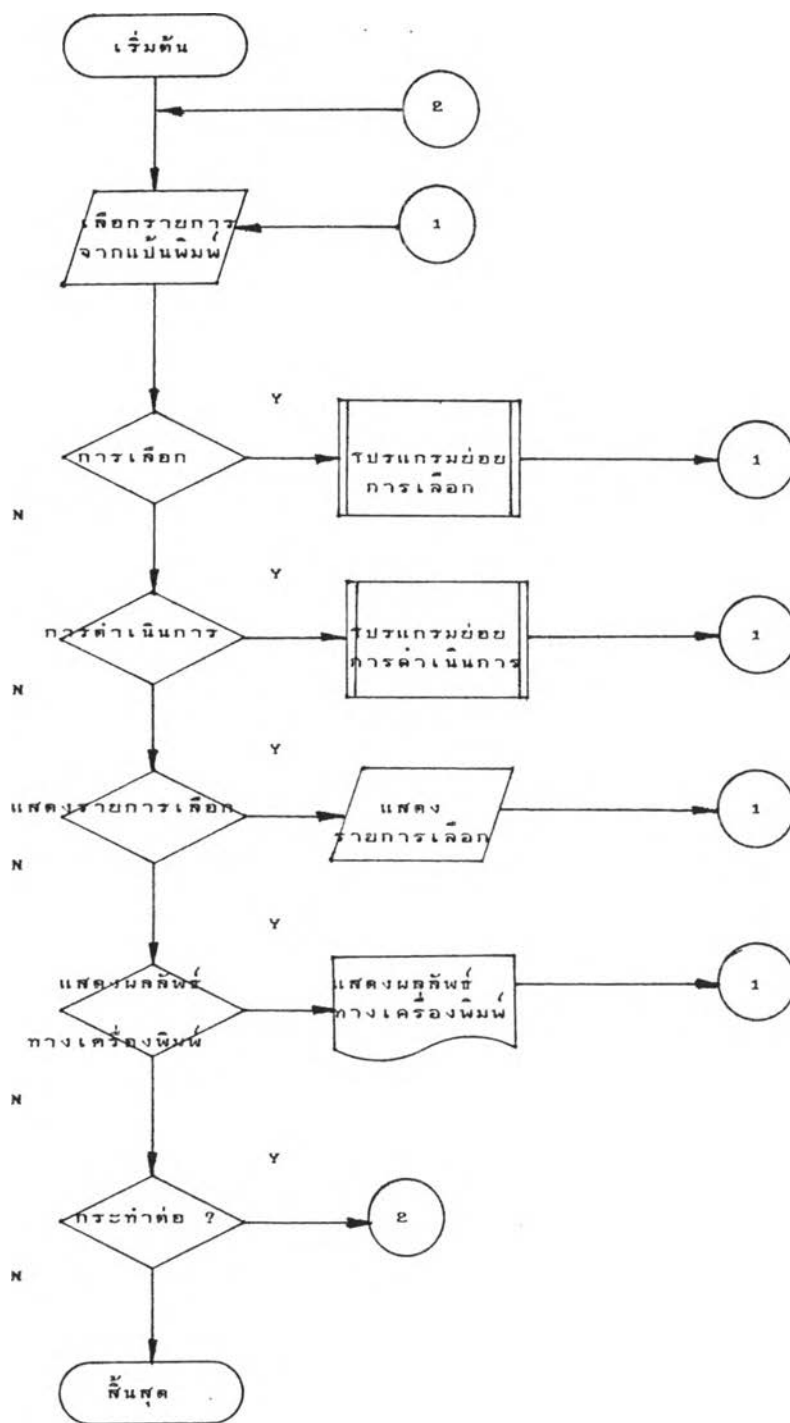 เริ่มต้น
2
เลือกรายการ
จากแป้นพิมพ์
1
Y
การเลือก
โปรแกรมย่อย
การเลือก
1
N
Y
การดำเนินการ
โปรแกรมย่อย
การดำเนินการ
1
N
Y
แสดงรายการเลือก
แสดง
รายการเลือก
1
N
Y
แสดงผลลัพธ์
ทางเครื่องพิมพ์
แสดงผลลัพธ์
ทางเครื่องพิมพ์
1
N
Y
กระทำต่อ ?
2
N
สิ้นสุด